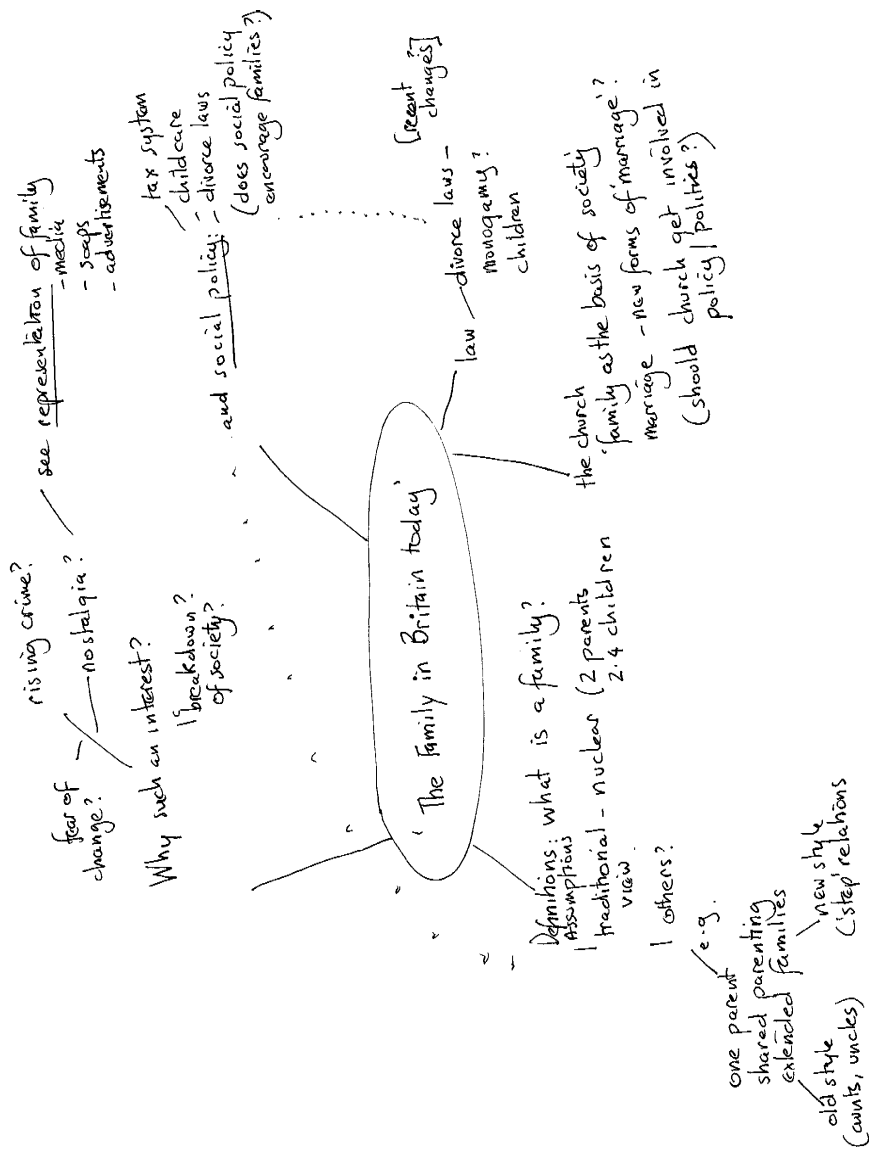 'The Family in Britain today'
Why such an interest?
fear of
change?
rising crime?
nostalgia?
'breakdown?
of society?
see representation of family
- media
- soaps
- advertisements
and social policy:
tax system
childcare
- divorce laws
(does social policy
encourage families?)
law - divorce laws -
monogamy?
children
[recent
changes]
the church
'family as the basis of society'?
marriage - new forms of 'marriage'?
(should church get involved in
policy / politics?)
Definitions: what is a family?
Assumptions
traditional - nuclear (2 parents
view.
2.4 children
others?
e.g.
one parent
shared parenting
extended families
old style
(aunts, uncles)
new style
('step' relations